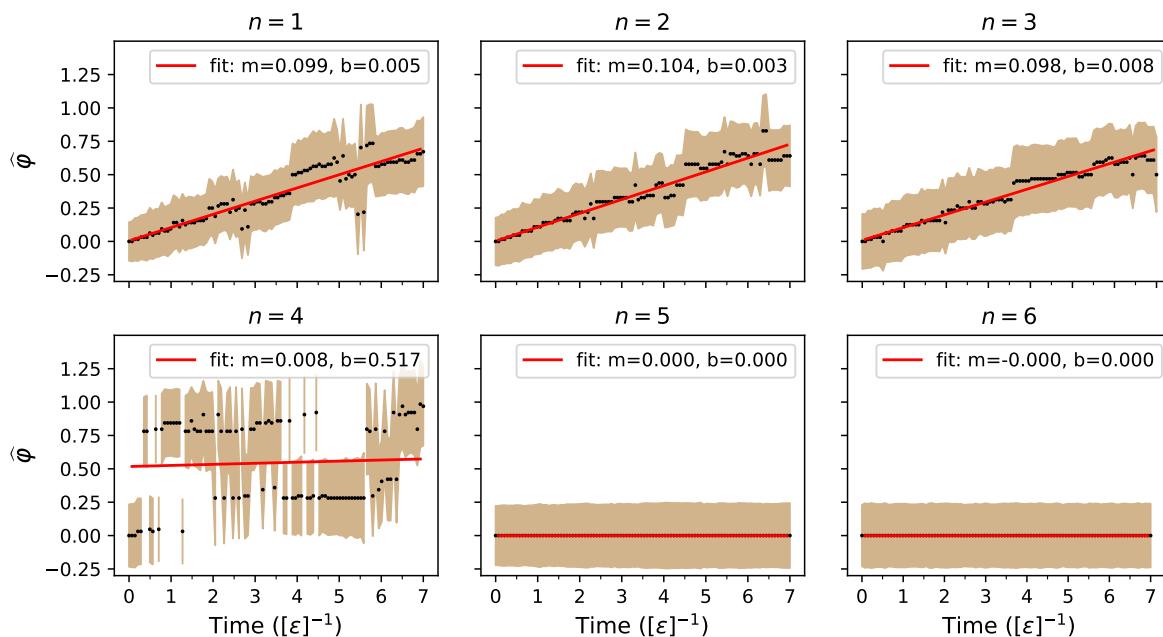 n = 1
n = 2
n = 3
fit: m=0.099, b=0.005
fit: m=0.104, b=0.003
fit: m=0.098, b=0.008
1.25
1.00
0.75
0.50
0.25
0.00
−0.25
φ̂
n = 4
n = 5
n = 6
fit: m=0.008, b=0.517
fit: m=0.000, b=0.000
fit: m=-0.000, b=0.000
1.25
1.00
0.75
0.50
0.25
0.00
−0.25
φ̂
0 1 2 3 4 5 6 7
0 1 2 3 4 5 6 7
0 1 2 3 4 5 6 7
Time ([ε]⁻¹)
Time ([ε]⁻¹)
Time ([ε]⁻¹)